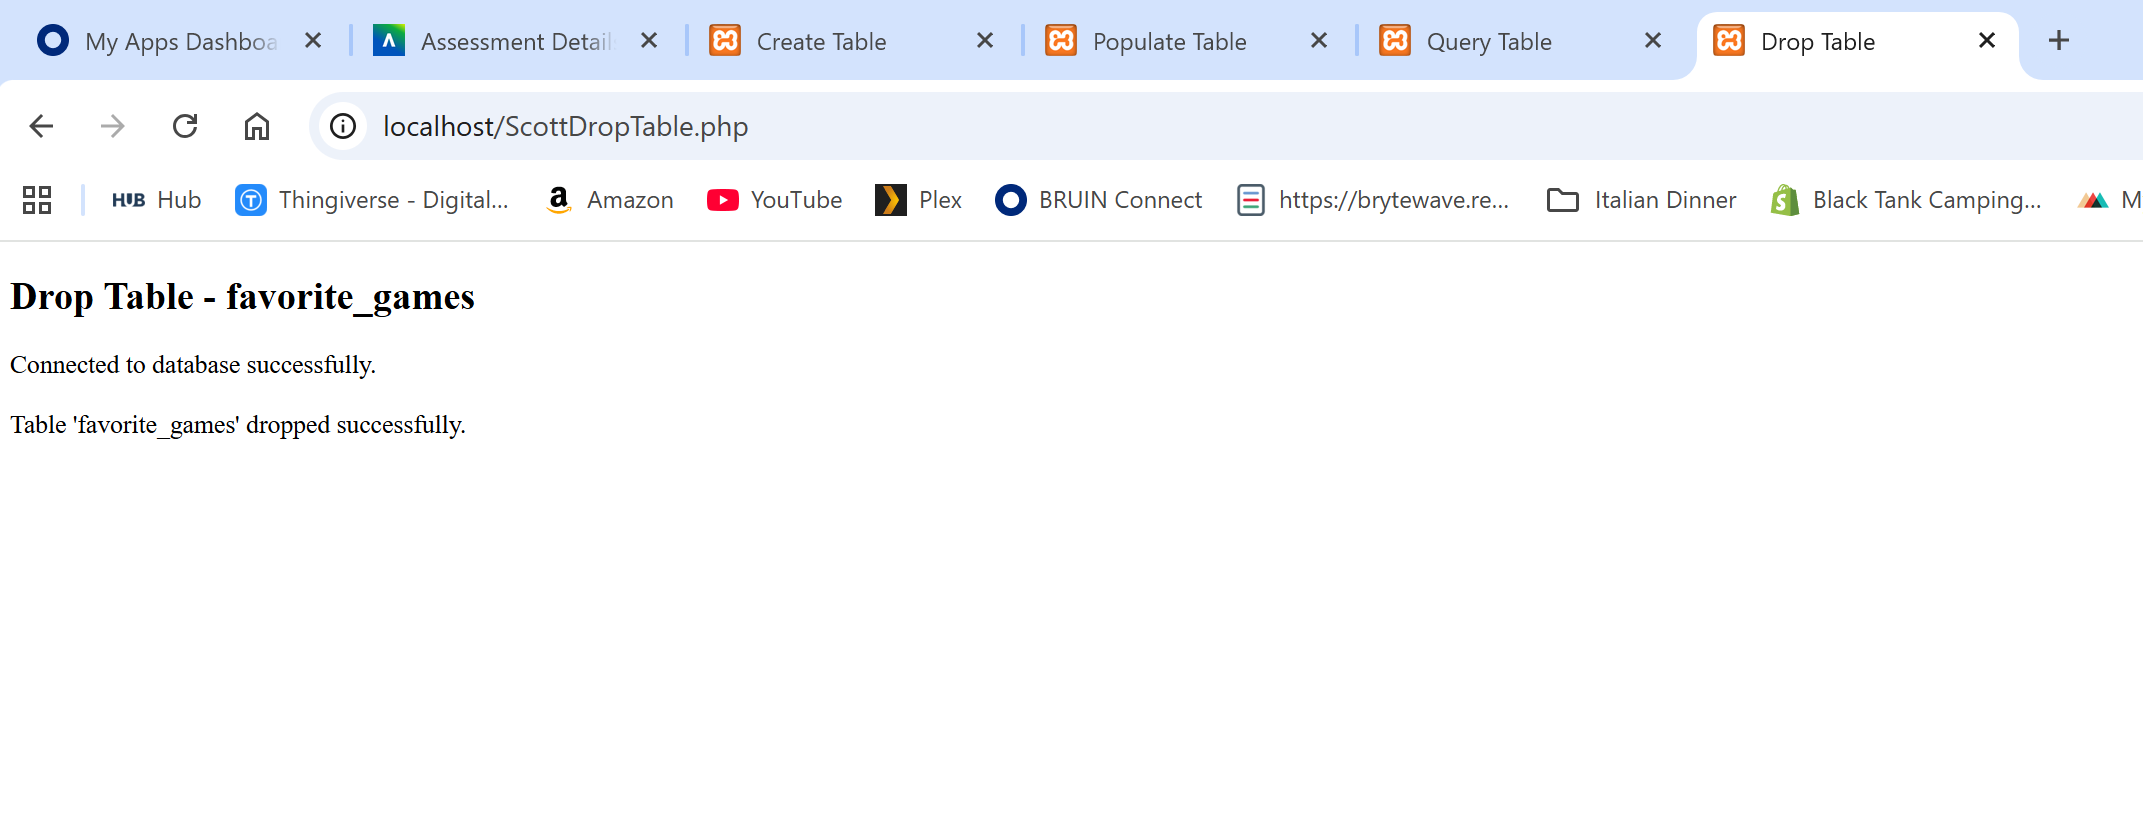 My Apps Dashboa
Assessment Detail
Create Table
Populate Table
Query Table
Drop Table
localhost/ScottDropTable.php
HUB Hub
Thingiverse - Digital...
Amazon
YouTube
Plex
BRUIN Connect
https://brytewave.re...
Italian Dinner
Black Tank Camping...
M
Drop Table - favorite_games
Connected to database successfully.
Table 'favorite_games' dropped successfully.